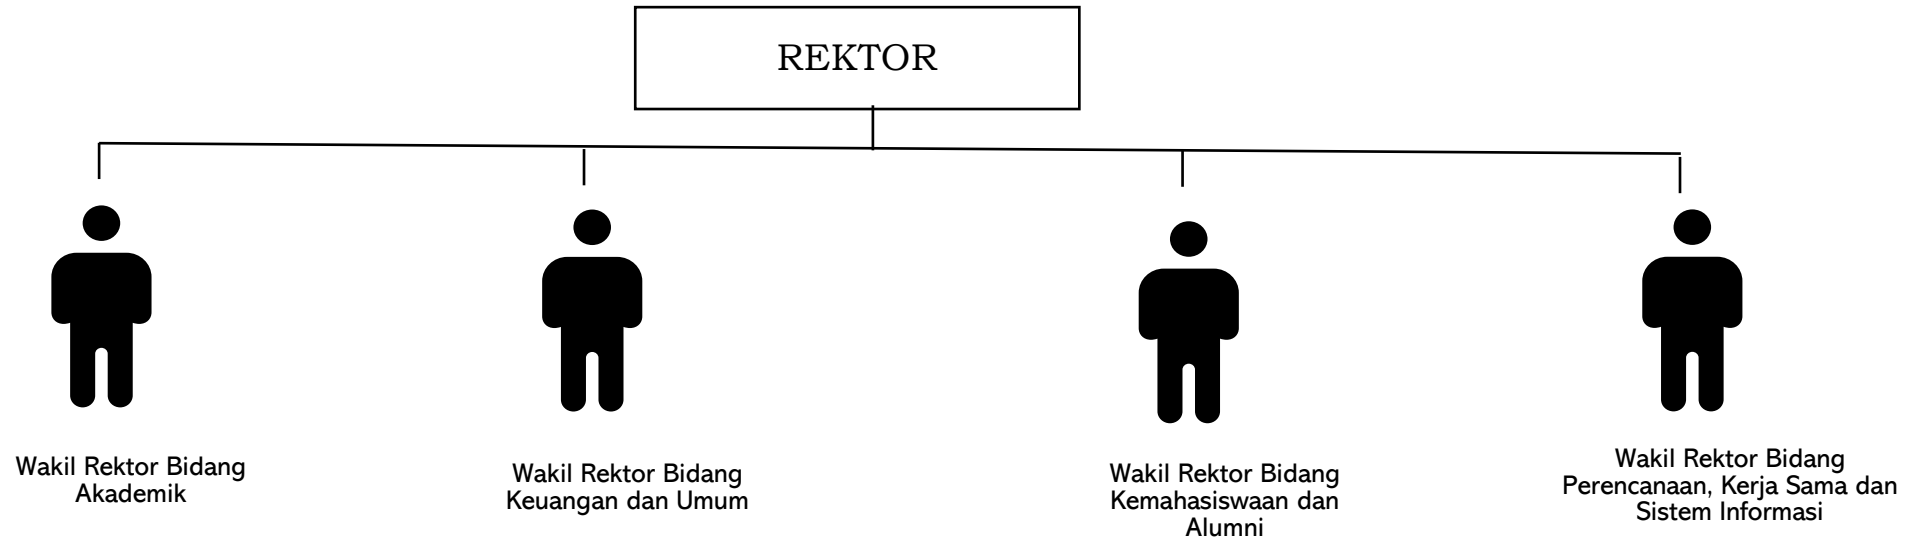 REKTOR
Wakil Rektor Bidang
Akademik
Wakil Rektor Bidang
Keuangan dan Umum
Wakil Rektor Bidang
Kemahasiswaan dan
Alumni
Wakil Rektor Bidang
Perencanaan, Kerja Sama dan
Sistem Informasi